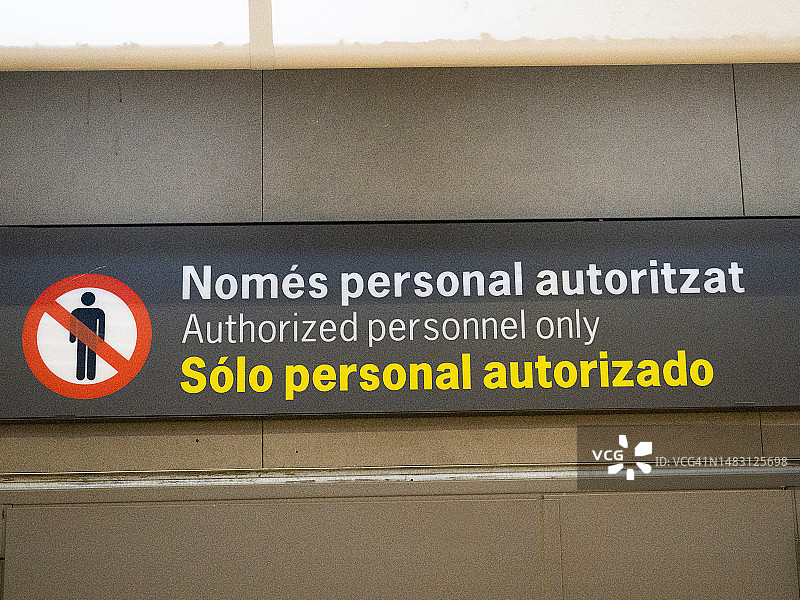 Només personal autoritzat
Authorized personnel only
Sólo personal autorizado
VCG
ID: VCG41N1483125698